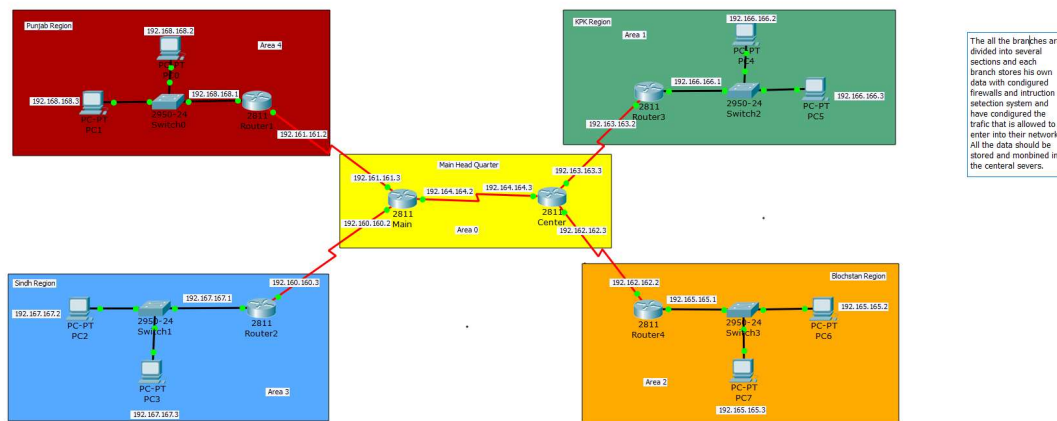 Punjab Region
192.168.168.2
Area 4
PC-PT
PC0
192.168.168.3
192.168.168.1
PC-PT
PC1
2950-24
Switch0
2811
Router1
192.161.161.2
KPK Region
192.166.166.2
Area 1
PC-PT
PC4
192.166.166.1
192.166.166.3
2811
Router3
2950-24
Switch2
PC-PT
PC5
192.163.163.2
The all the branches are
divided into several
sections and each
branch stores his own
data with condigured
firewalls and intruction
setection system and
have condigured the
trafic that is allowed to
enter into their network
All the data should be
stored and monbined in
the centeral severs.
Main Head Quarter
192.161.161.3
192.163.163.3
192.164.164.2
192.164.164.3
2811
Main
2811
Center
192.160.160.2
192.162.162.3
Area 0
Sindh Region
192.160.160.3
192.167.167.1
192.167.167.2
PC-PT
PC2
2950-24
Switch1
2811
Router2
PC-PT
PC3
Area 3
192.167.167.3
Blochstan Region
192.162.162.2
192.165.165.1
192.165.165.2
2811
Router4
2950-24
Switch3
PC-PT
PC6
Area 2
PC-PT
PC7
192.165.165.3